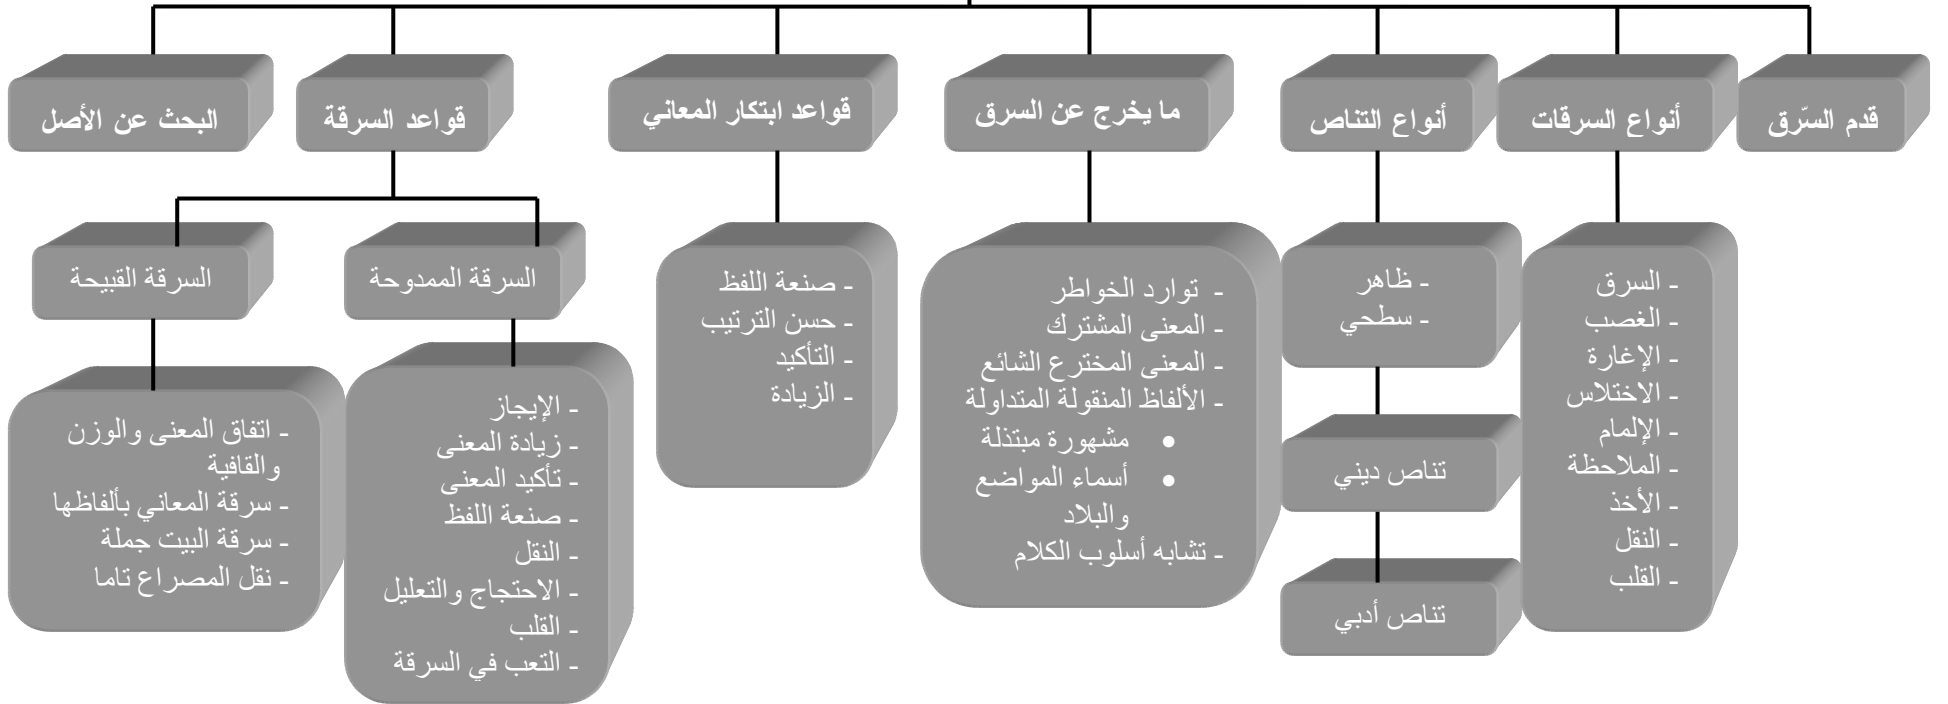 قدم السّرق
أنواع السرقات
أنواع التناص
ما يخرج عن السرق
قواعد ابتكار المعاني
قواعد السرقة
البحث عن الأصل
- السرق
- الغصب
- الإغارة
- الاختلاس
- الإلمام
- الملاحظة
- الأخذ
- النقل
- القلب
- ظاهر
- سطحي
تناص ديني
تناص أدبي
- توارد الخواطر
- المعنى المشترك
- المعنى المخترع الشائع
- الألفاظ المنقولة المتداولة
• مشهورة مبتذلة
• أسماء المواضع
والبلاد
- تشابه أسلوب الكلام
- صنعة اللفظ
- حسن الترتيب
- التأكيد
- الزيادة
السرقة الممدوحة
السرقة القبيحة
- الإيجاز
- زيادة المعنى
- تأكيد المعنى
- صنعة اللفظ
- النقل
- الاحتجاج والتعليل
- القلب
- التعب في السرقة
- اتفاق المعنى والوزن
والقافية
- سرقة المعاني بألفاظها
- سرقة البيت جملة
- نقل المصراع تاما